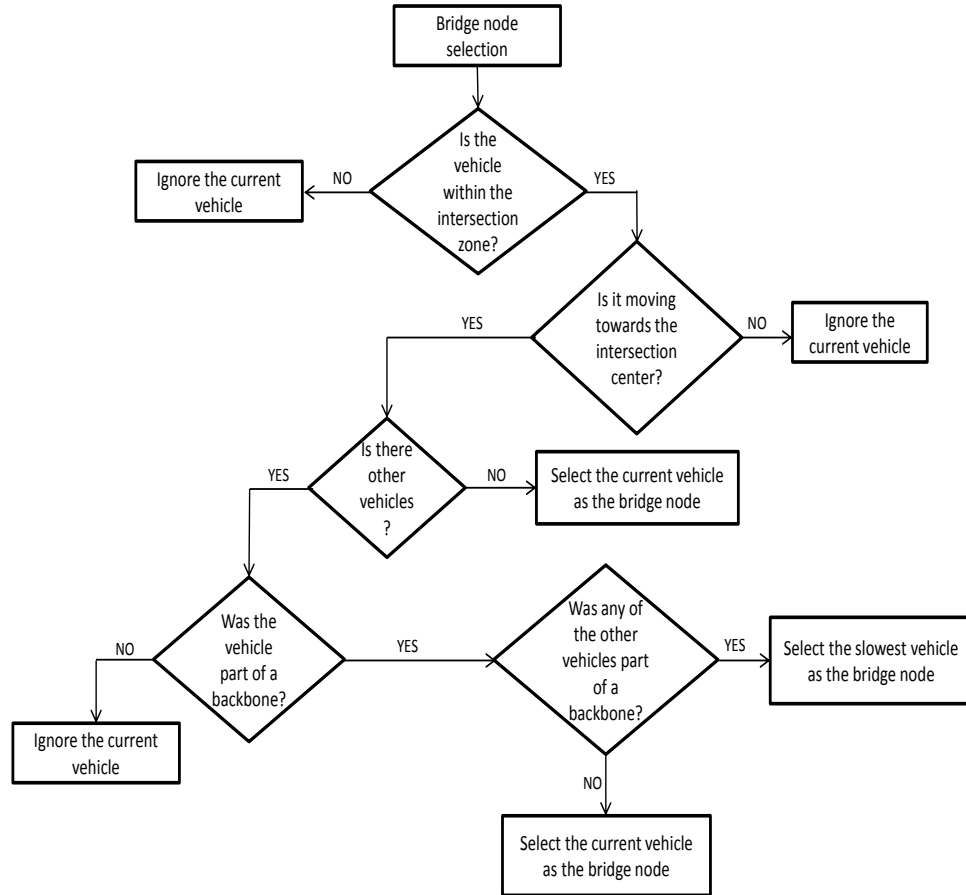 Bridge node
selection
Is the
vehicle
within the
intersection
zone?
NO
YES
Ignore the current
vehicle
Is it moving
towards the
intersection
center?
YES
NO
Ignore the
current vehicle
Is there
other
vehicles
?
YES
NO
Select the current vehicle
as the bridge node
Was the
vehicle
part of a
backbone?
NO
YES
Ignore the current
vehicle
Was any of
the other
vehicles part
of a
backbone?
YES
Select the slowest vehicle
as the bridge node
NO
Select the current vehicle
as the bridge node